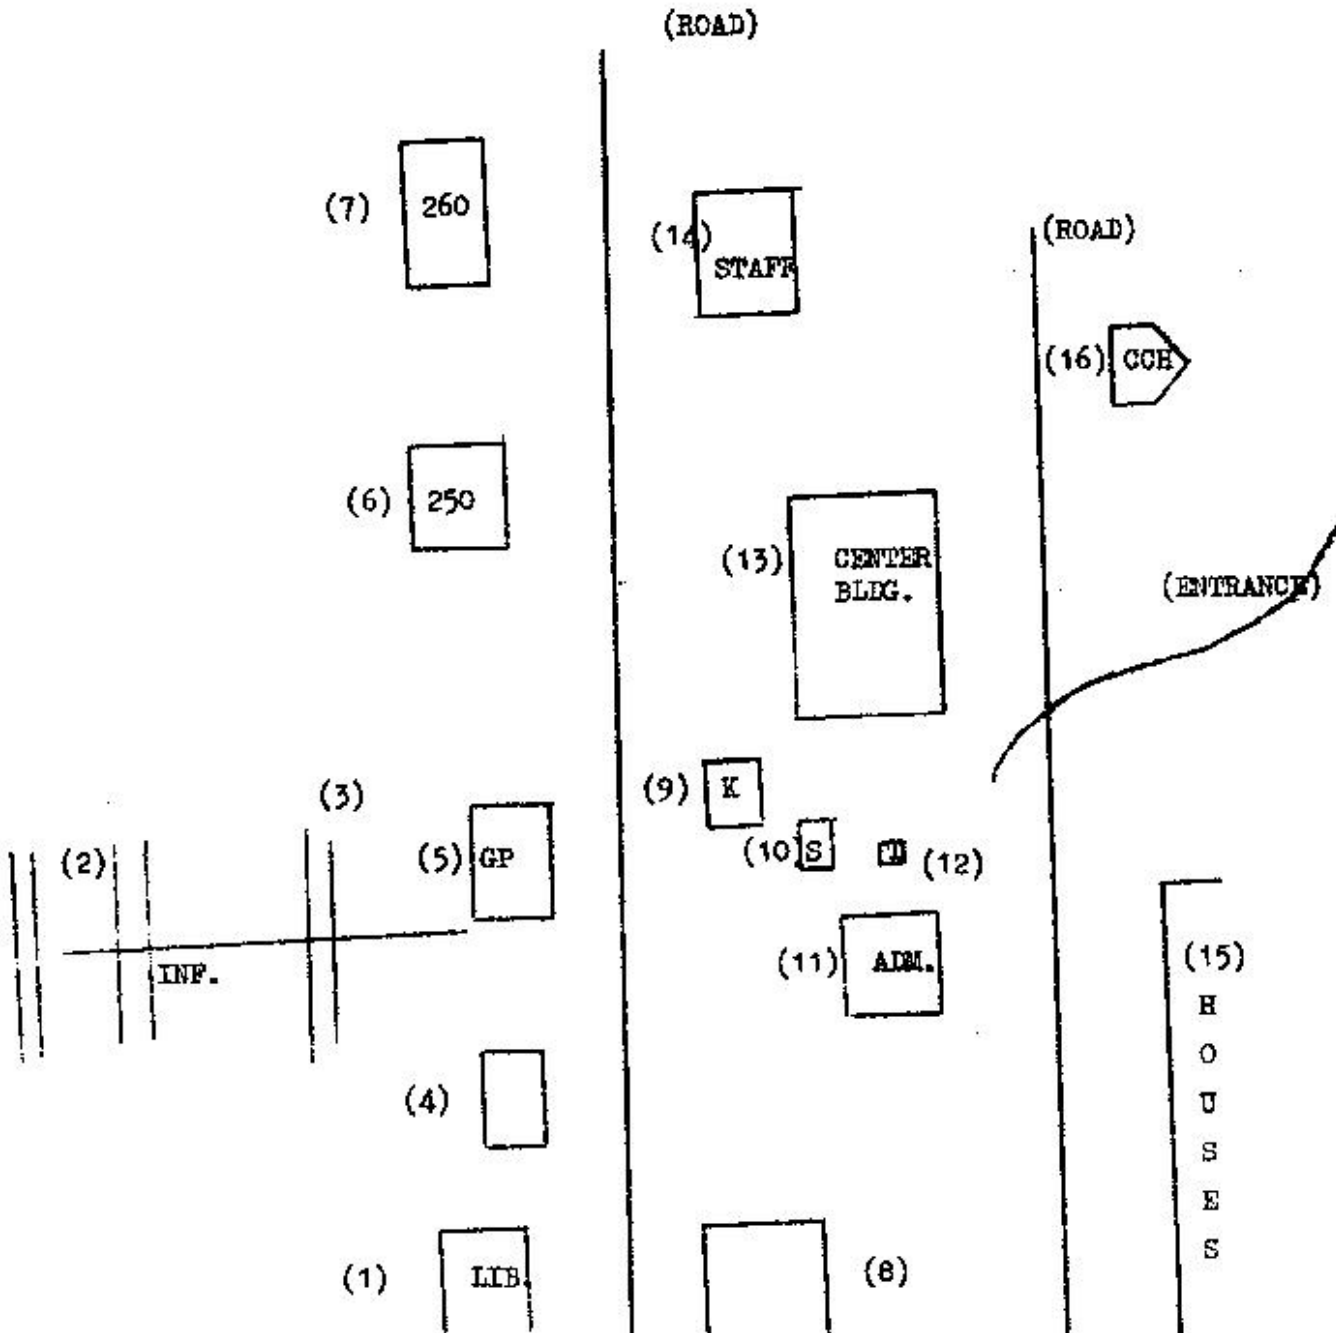 (ROAD)
(7) 260
(14) STAFF
(ROAD)
(16) CCH
(6) 250
(13) CENTER
BLDG.
(ENTRANCE)
(3)
(9) K
(2)
(5) GP
(10) S
T (12)
INF.
(11) ADM.
(15)
H
O
U
S
E
S
(4)
(1) LIB.
(8)